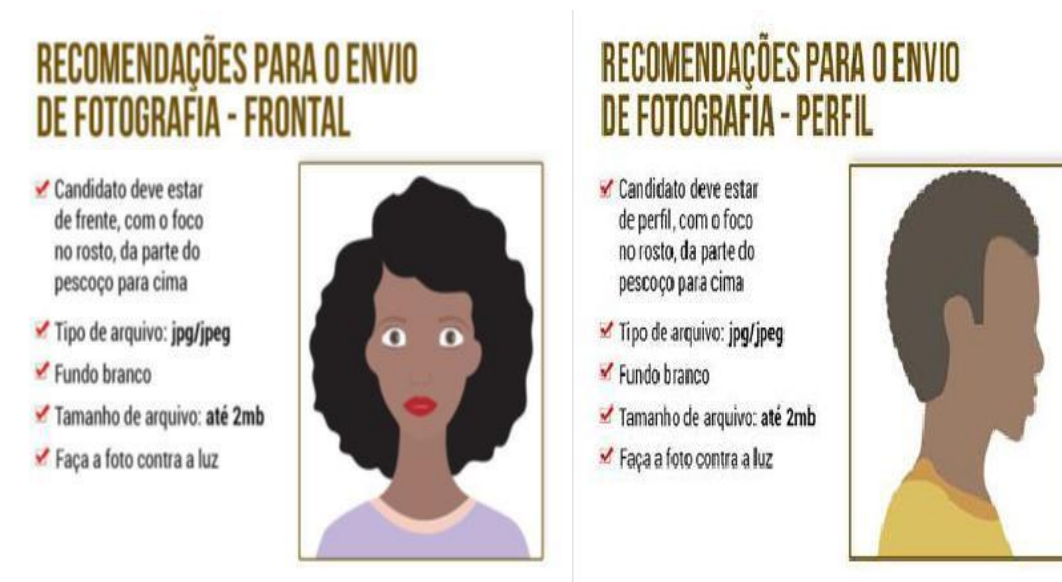 RECOMENDAÇÕES PARA O ENVIO
DE FOTOGRAFIA - FRONTAL
Candidato deve estar
de frente, com o foco
no rosto, da parte do
pescoço para cima
Tipo de arquivo: jpg/jpeg
Fundo branco
Tamanho de arquivo: até 2mb
Faça a foto contra a luz
RECOMENDAÇÕES PARA O ENVIO
DE FOTOGRAFIA - PERFIL
Candidato deve estar
de perfil, com o foco
no rosto, da parte do
pescoço para cima
Tipo de arquivo: jpg/jpeg
Fundo branco
Tamanho de arquivo: até 2mb
Faça a foto contra a luz